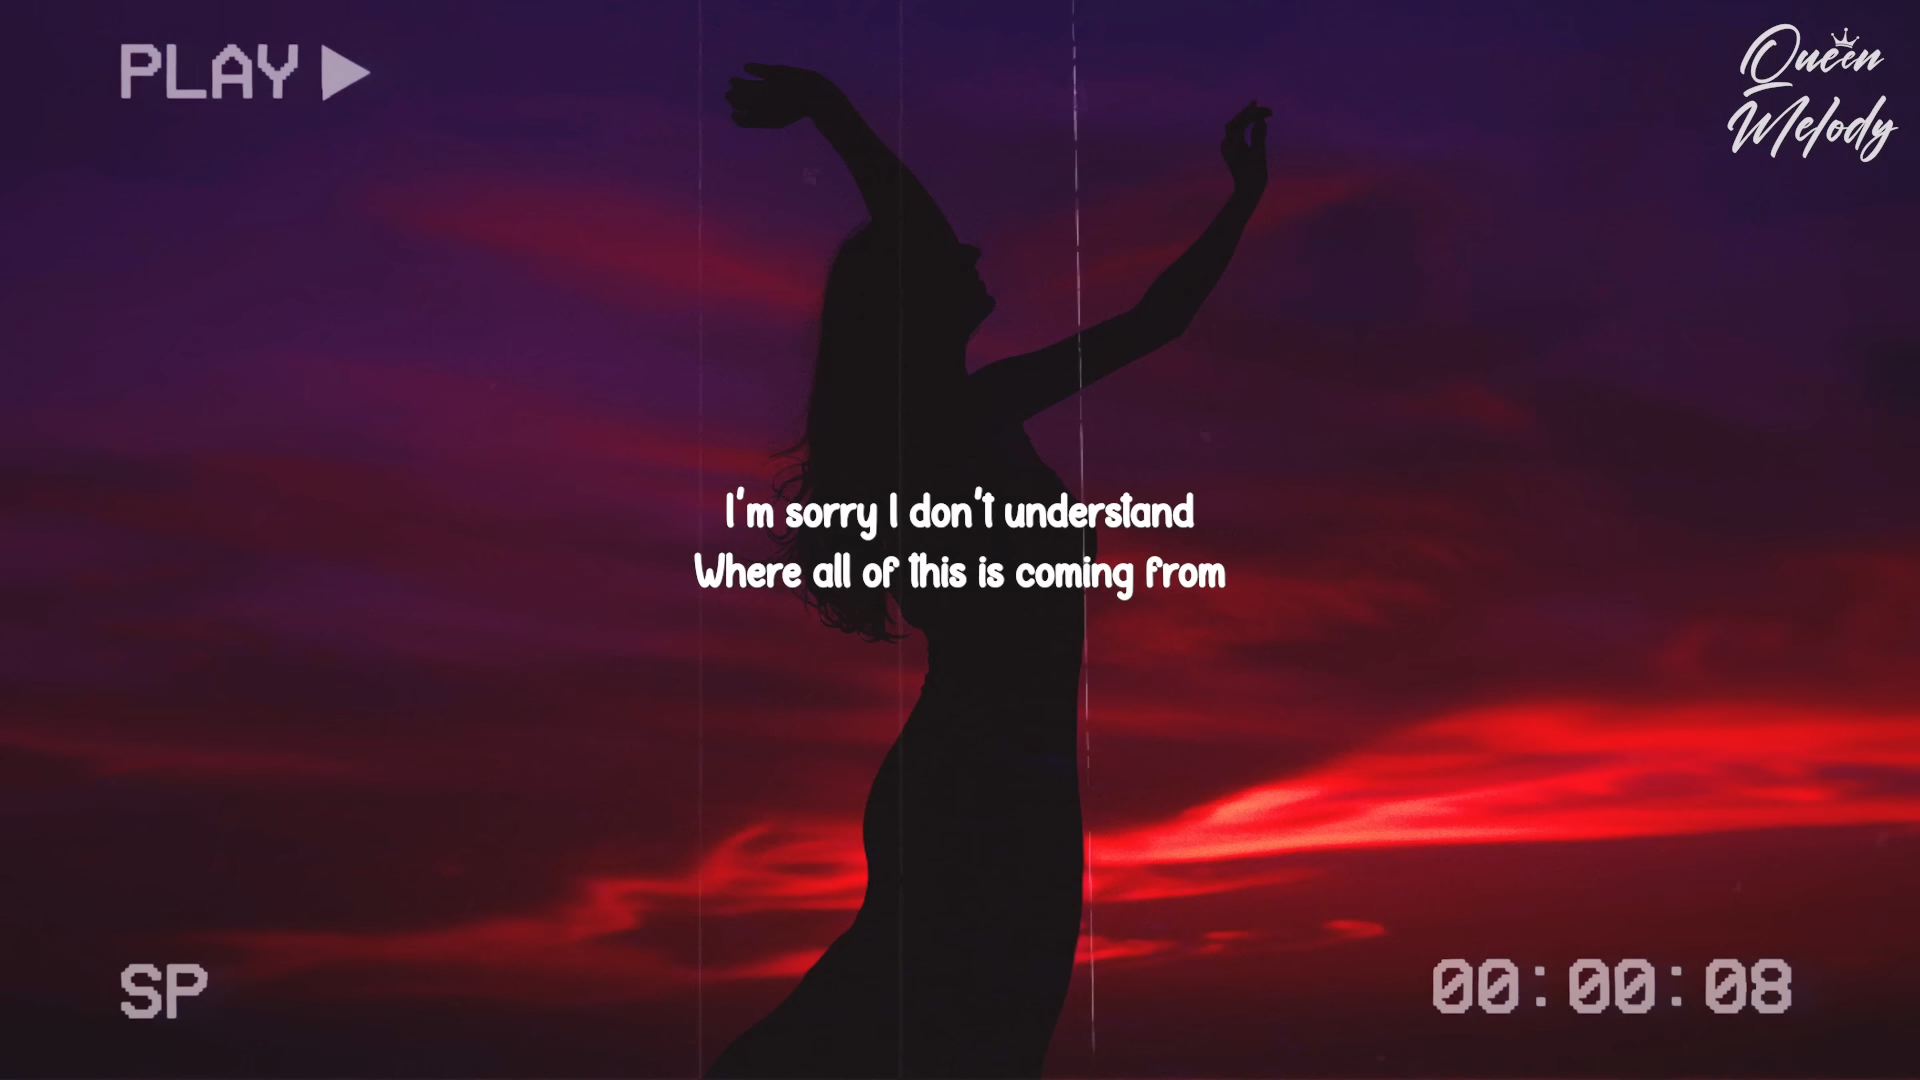 PLAY
Queen
Melody
I'm sorry I don't understand
Where all of this is coming from
SP
00:00:08